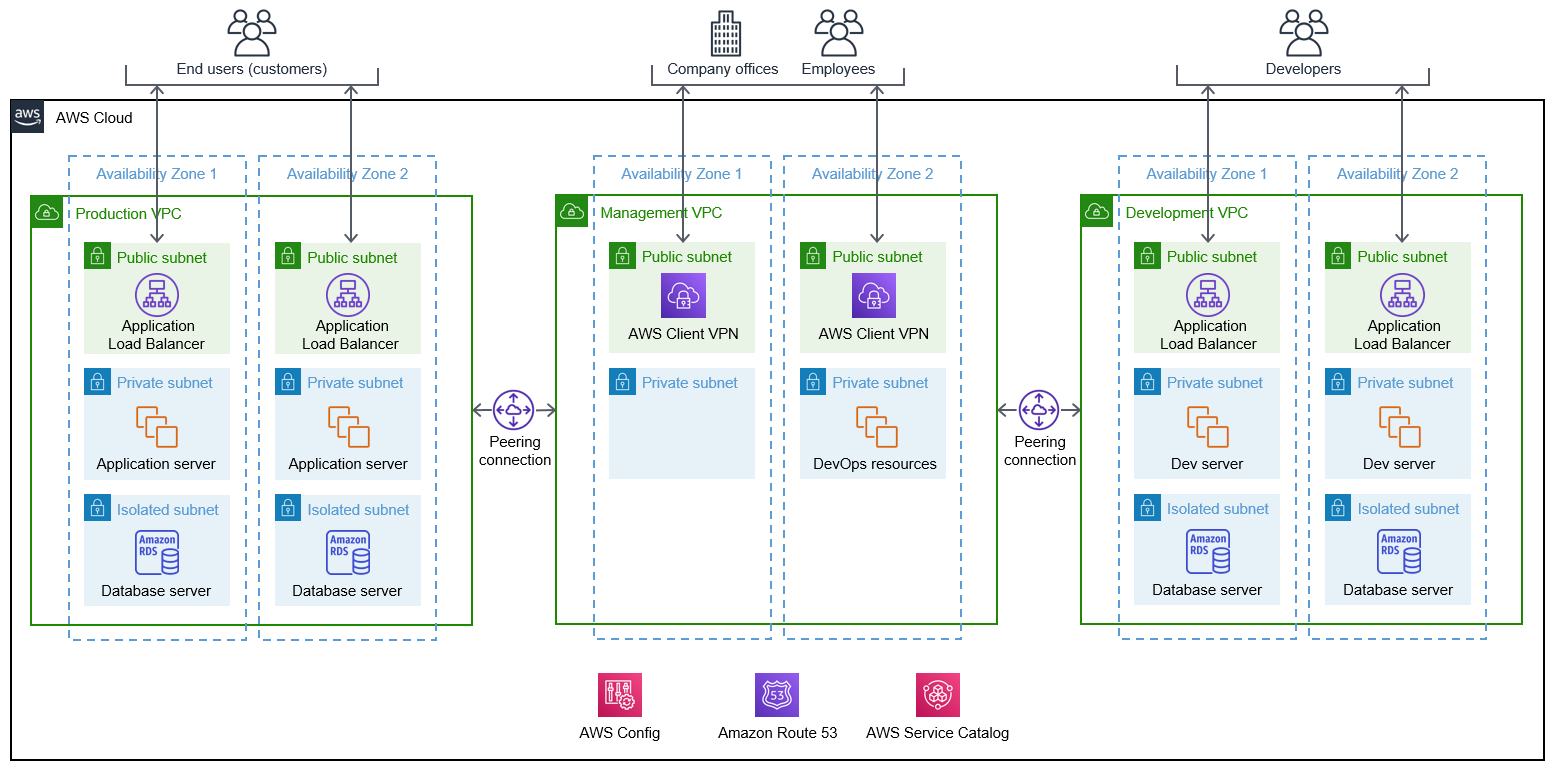 End users (customers)
Company offices
Employees
Developers
aws
AWS Cloud
Availability Zone 1
Availability Zone 2
Availability Zone 1
Availability Zone 2
Availability Zone 1
Availability Zone 2
Production VPC
Management VPC
Development VPC
Public subnet
Public subnet
Public subnet
Public subnet
Public subnet
Public subnet
Application
Load Balancer
Application
Load Balancer
AWS Client VPN
AWS Client VPN
Application
Load Balancer
Application
Load Balancer
Private subnet
Private subnet
Private subnet
Private subnet
Private subnet
Private subnet
Application server
Application server
Peering
connection
DevOps resources
Peering
connection
Dev server
Dev server
Isolated subnet
Isolated subnet
Isolated subnet
Isolated subnet
Amazon
RDS
Amazon
RDS
Amazon
RDS
Amazon
RDS
Database server
Database server
Database server
Database server
53
AWS Config
Amazon Route 53
AWS Service Catalog